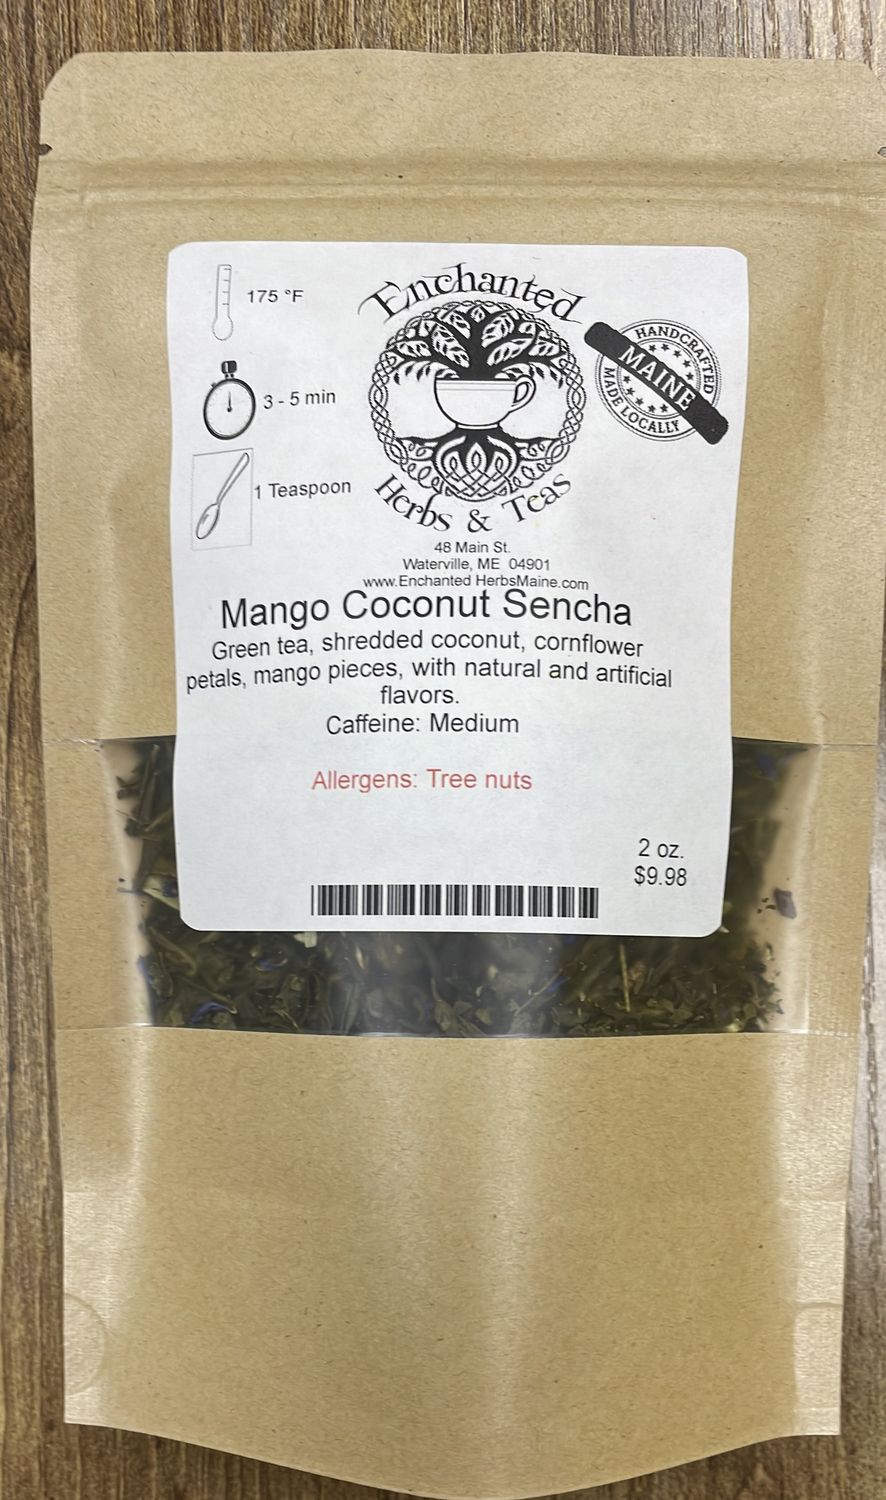 175 °F
3 - 5 min
1 Teaspoon
Enchanted
Herbs & Teas
HANDCRAFTED
MAINE
MADE LOCALLY
48 Main St.
Waterville, ME 04901
www.Enchanted HerbsMaine.com
Mango Coconut Sencha
Green tea, shredded coconut, cornflower
petals, mango pieces, with natural and artificial
flavors.
Caffeine: Medium
Allergens: Tree nuts
2 oz.
$9.98